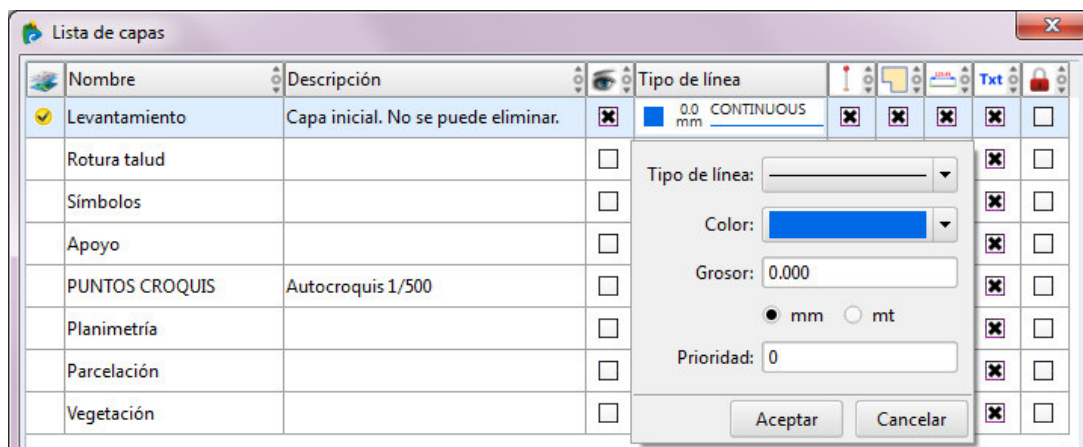 Lista de capas
Nombre Descripción Tipo de línea Txt
Levantamiento Capa inicial. No se puede eliminar. 0.0 mm CONTINUOUS
Rotura talud
Tipo de línea:
Símbolos
Color:
Apoyo
Grosor: 0.000
PUNTOS CROQUIS Autocroquis 1/500
mm mt
Planimetría
Prioridad: 0
Parcelación
Vegetación
Aceptar Cancelar